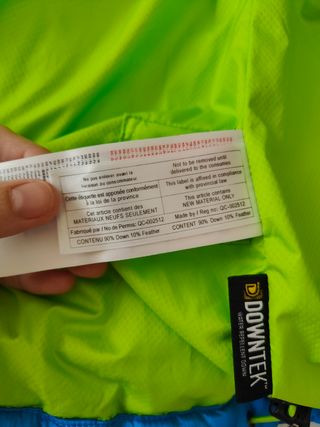 Ne pas enlever avant la
livraison au consommateur
Cette étiquette est apposée conformément
à la loi de la province
Cet article contient des
MATÉRIAUX NEUFS SEULEMENT
Fabriqué par / No de Permis: QC-002512
CONTENU 90% Down 10% Feather
Not to be removed until
delivered to the consumer
This label is affixed in compliance
with provincial law
This article contains
NEW MATERIAL ONLY
Made by / Reg no: QC-002512
CONTENT 90% Down 10% Feather
DOWNTEK™
WATER REPELLENT DOWN